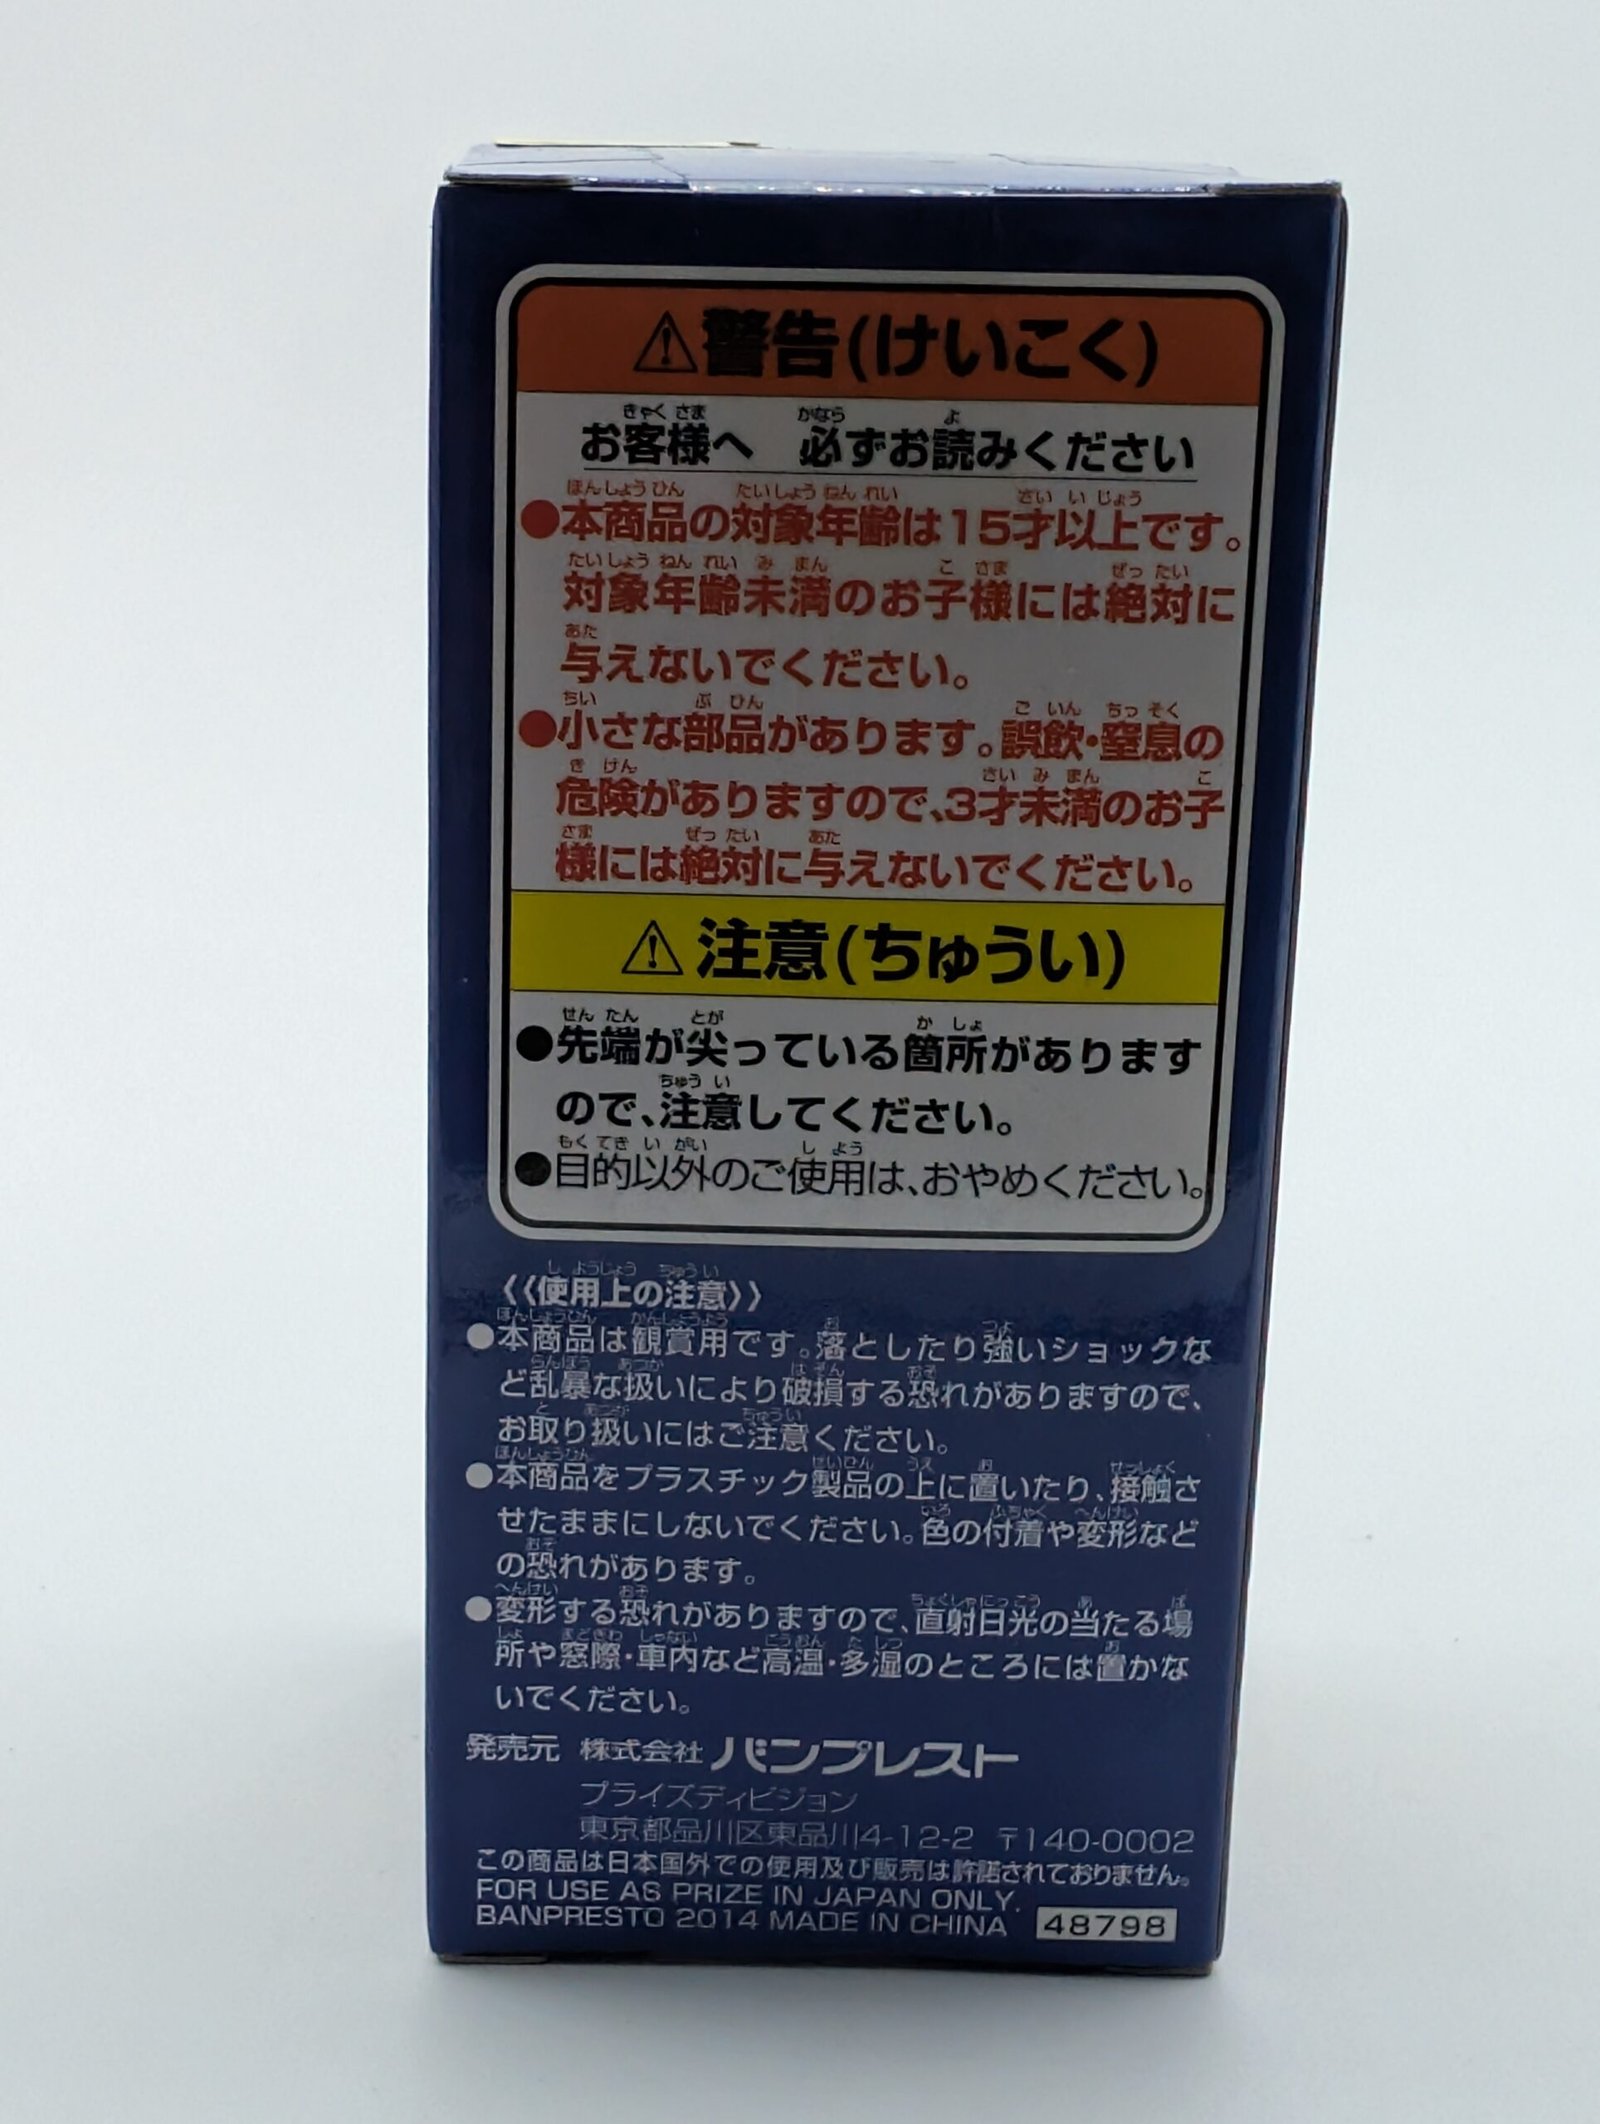 ⚠警告(けいこく)
お客様へ 必ずお読みください
●本商品の対象年齢は15才以上です。
対象年齢未満のお子様には絶対に
与えないでください。
●小さな部品があります。誤飲・窒息の
危険がありますので、3才未満のお子
様には絶対に与えないでください。
⚠注意(ちゅうい)
●先端が尖っている箇所があります
ので、注意してください。
●目的以外のご使用は、おやめください。
《使用上の注意》
●本商品は観賞用です。落としたり強いショックな
ど乱暴な扱いにより破損する恐れがありますので、
お取り扱いにはご注意ください。
●本商品をプラスチック製品の上に置いたり、接触さ
せたままにしないでください。色の付着や変形など
の恐れがあります。
●変形する恐れがありますので、直射日光の当たる場
所や窓際・車内など高温・多湿のところには置かな
いでください。
発売元 株式会社バンプレスト
プライズディビジョン
東京都品川区東品川4-12-2 〒140-0002
この商品は日本国外での使用及び販売は許諾されておりません。
FOR USE AS PRIZE IN JAPAN ONLY.
BANPRESTO 2014 MADE IN CHINA 48798